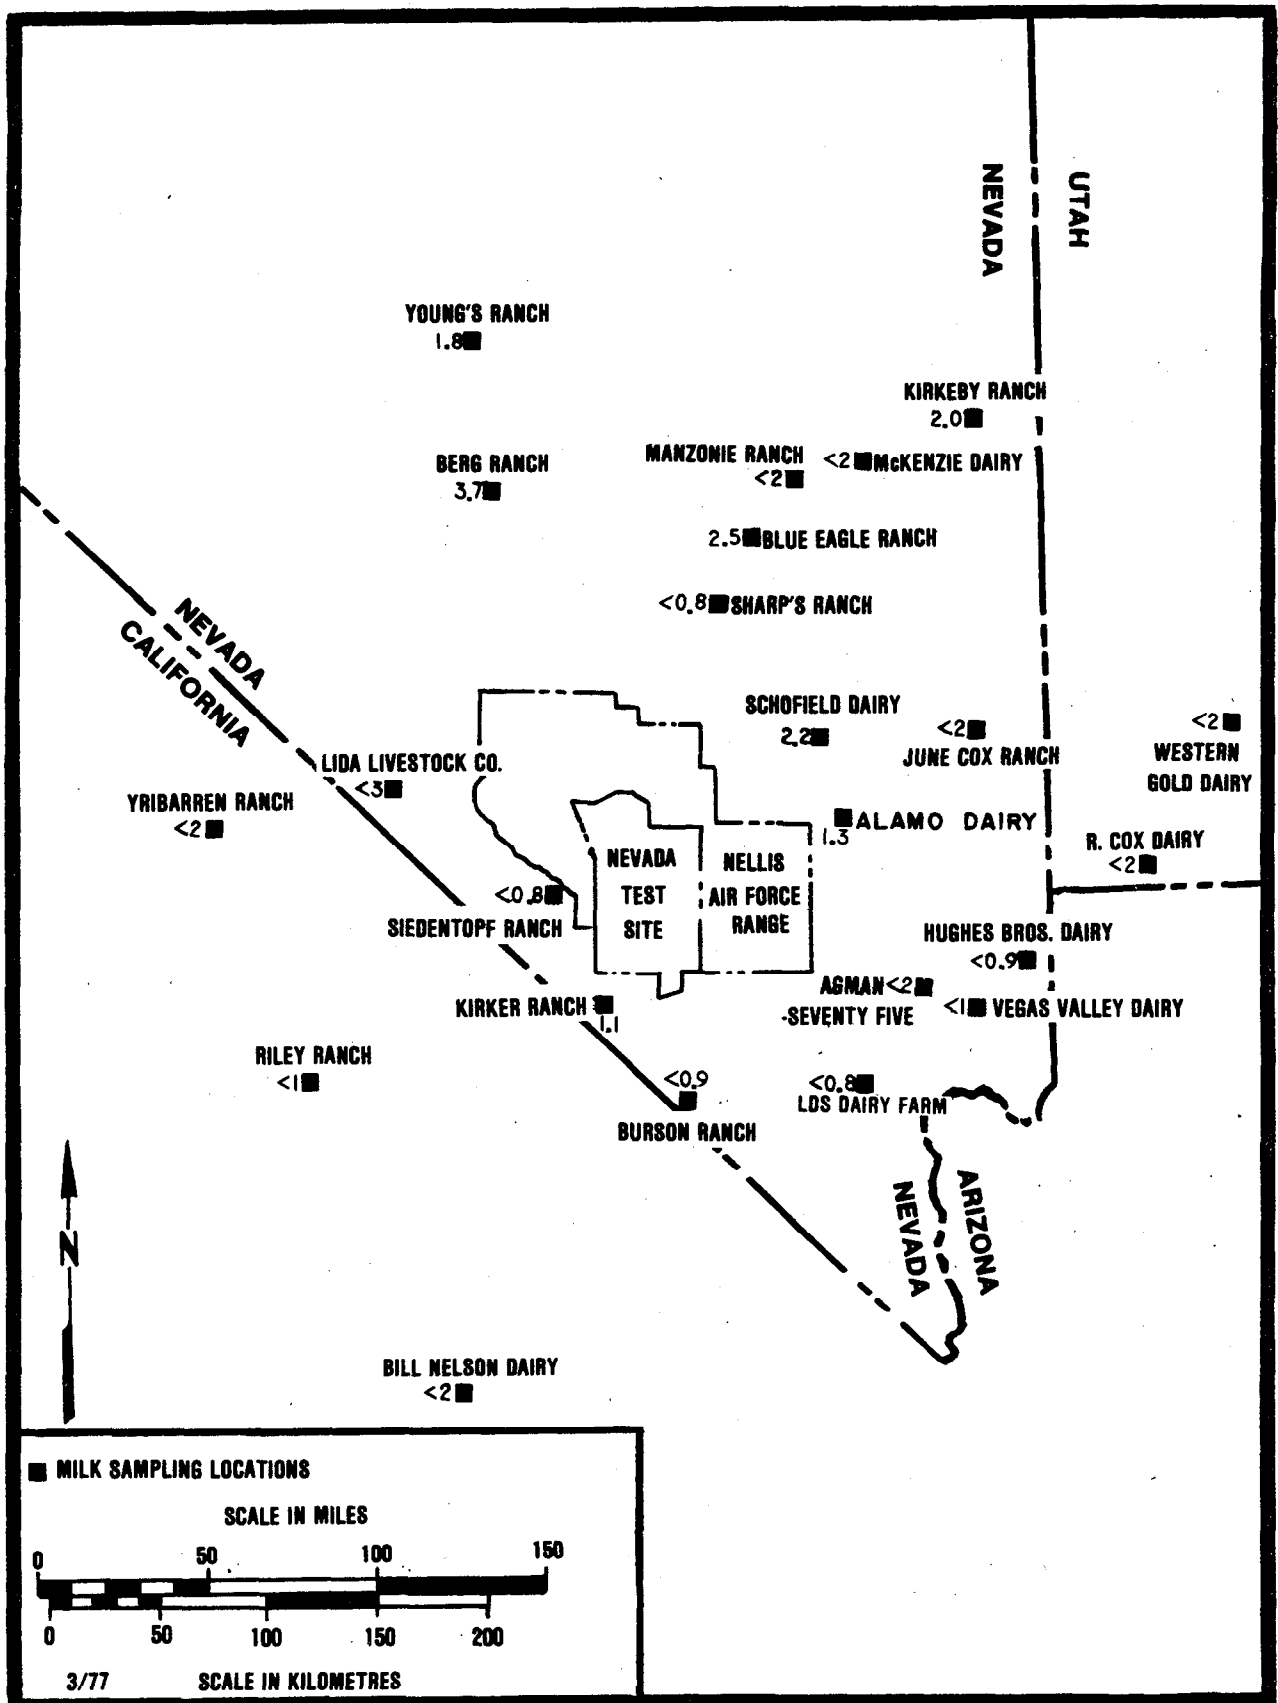 NEVADA
UTAH
YOUNG'S RANCH
1.8
KIRKEBY RANCH
2.0
MANZONIE RANCH
<2
<2 McKENZIE DAIRY
BERG RANCH
3.7
2.5 BLUE EAGLE RANCH
<0.8 SHARP'S RANCH
NEVADA
CALIFORNIA
SCHOFIELD DAIRY
2.2
<2
JUNE COX RANCH
<2
WESTERN
GOLD DAIRY
LIDA LIVESTOCK CO.
<3
YRIBARREN RANCH
<2
ALAMO DAIRY
1.3
R. COX DAIRY
<2
NEVADA
TEST
SITE
NELLIS
AIR FORCE
RANGE
<0.8
SIEDENTOPF RANCH
HUGHES BROS. DAIRY
<0.9
AGMAN <2
-SEVENTY FIVE
<1 VEGAS VALLEY DAIRY
KIRKER RANCH
1.1
RILEY RANCH
<1
<0.9
BURSON RANCH
<0.8
LDS DAIRY FARM
NEVADA
ARIZONA
N
BILL NELSON DAIRY
<2
MILK SAMPLING LOCATIONS
SCALE IN MILES
0 50 100 150
0 50 100 150 200
3/77 SCALE IN KILOMETRES